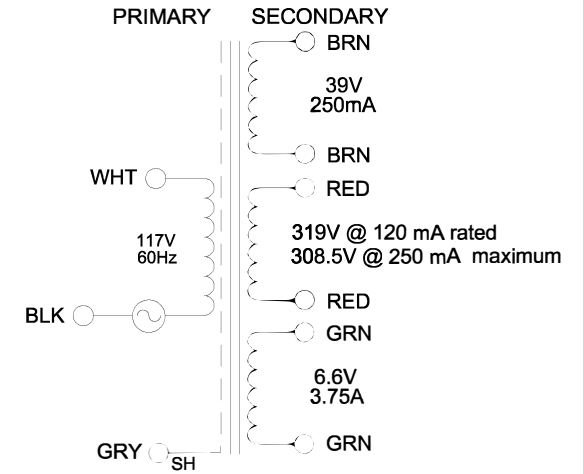 PRIMARY SECONDARY
BRN
39V
250mA
BRN
WHT
RED
117V
60Hz
319V @ 120 mA rated
308.5V @ 250 mA maximum
BLK
RED
GRN
6.6V
3.75A
GRN
GRY
SH